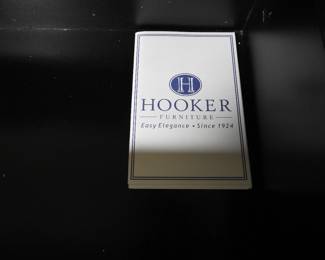 H
HOOKER
FURNITURE
Easy Elegance • Since 1924